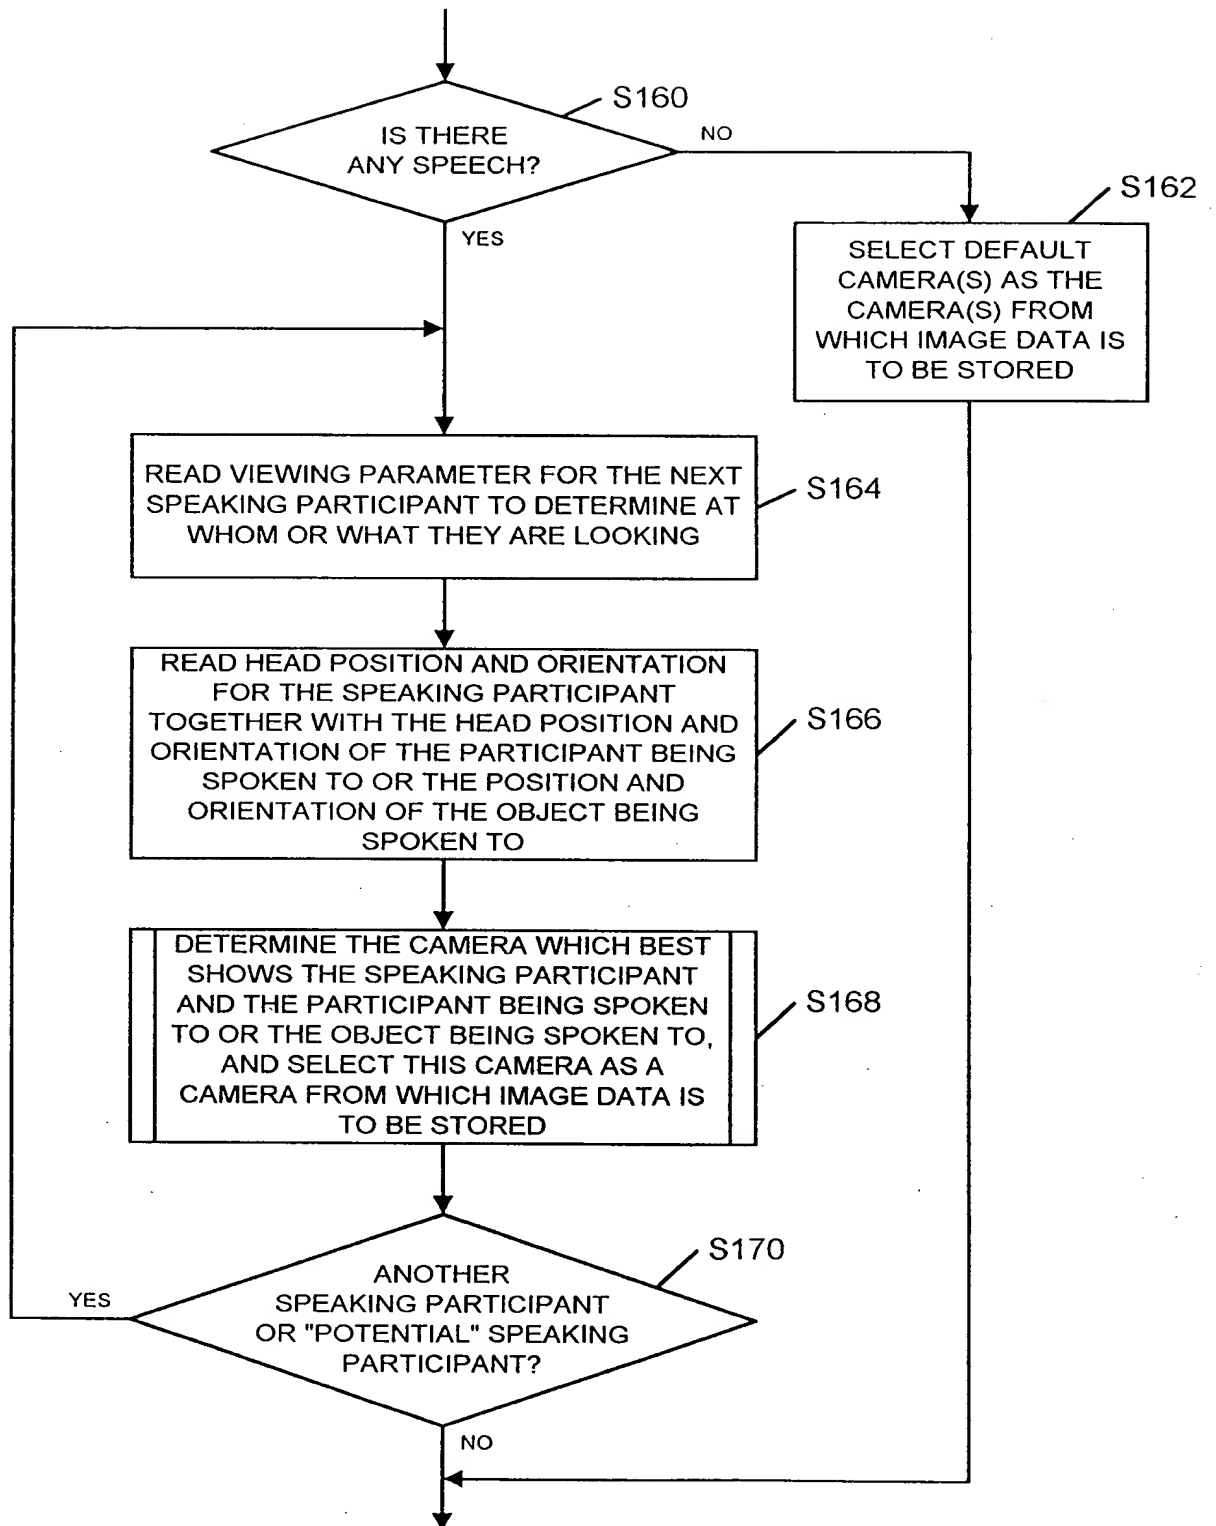 S160
IS THERE
ANY SPEECH?
NO
YES
S162
SELECT DEFAULT
CAMERA(S) AS THE
CAMERA(S) FROM
WHICH IMAGE DATA IS
TO BE STORED
READ VIEWING PARAMETER FOR THE NEXT
SPEAKING PARTICIPANT TO DETERMINE AT
WHOM OR WHAT THEY ARE LOOKING
S164
READ HEAD POSITION AND ORIENTATION
FOR THE SPEAKING PARTICIPANT
TOGETHER WITH THE HEAD POSITION AND
ORIENTATION OF THE PARTICIPANT BEING
SPOKEN TO OR THE POSITION AND
ORIENTATION OF THE OBJECT BEING
SPOKEN TO
S166
DETERMINE THE CAMERA WHICH BEST
SHOWS THE SPEAKING PARTICIPANT
AND THE PARTICIPANT BEING SPOKEN
TO OR THE OBJECT BEING SPOKEN TO,
AND SELECT THIS CAMERA AS A
CAMERA FROM WHICH IMAGE DATA IS
TO BE STORED
S168
S170
ANOTHER
SPEAKING PARTICIPANT
OR "POTENTIAL" SPEAKING
PARTICIPANT?
YES
NO